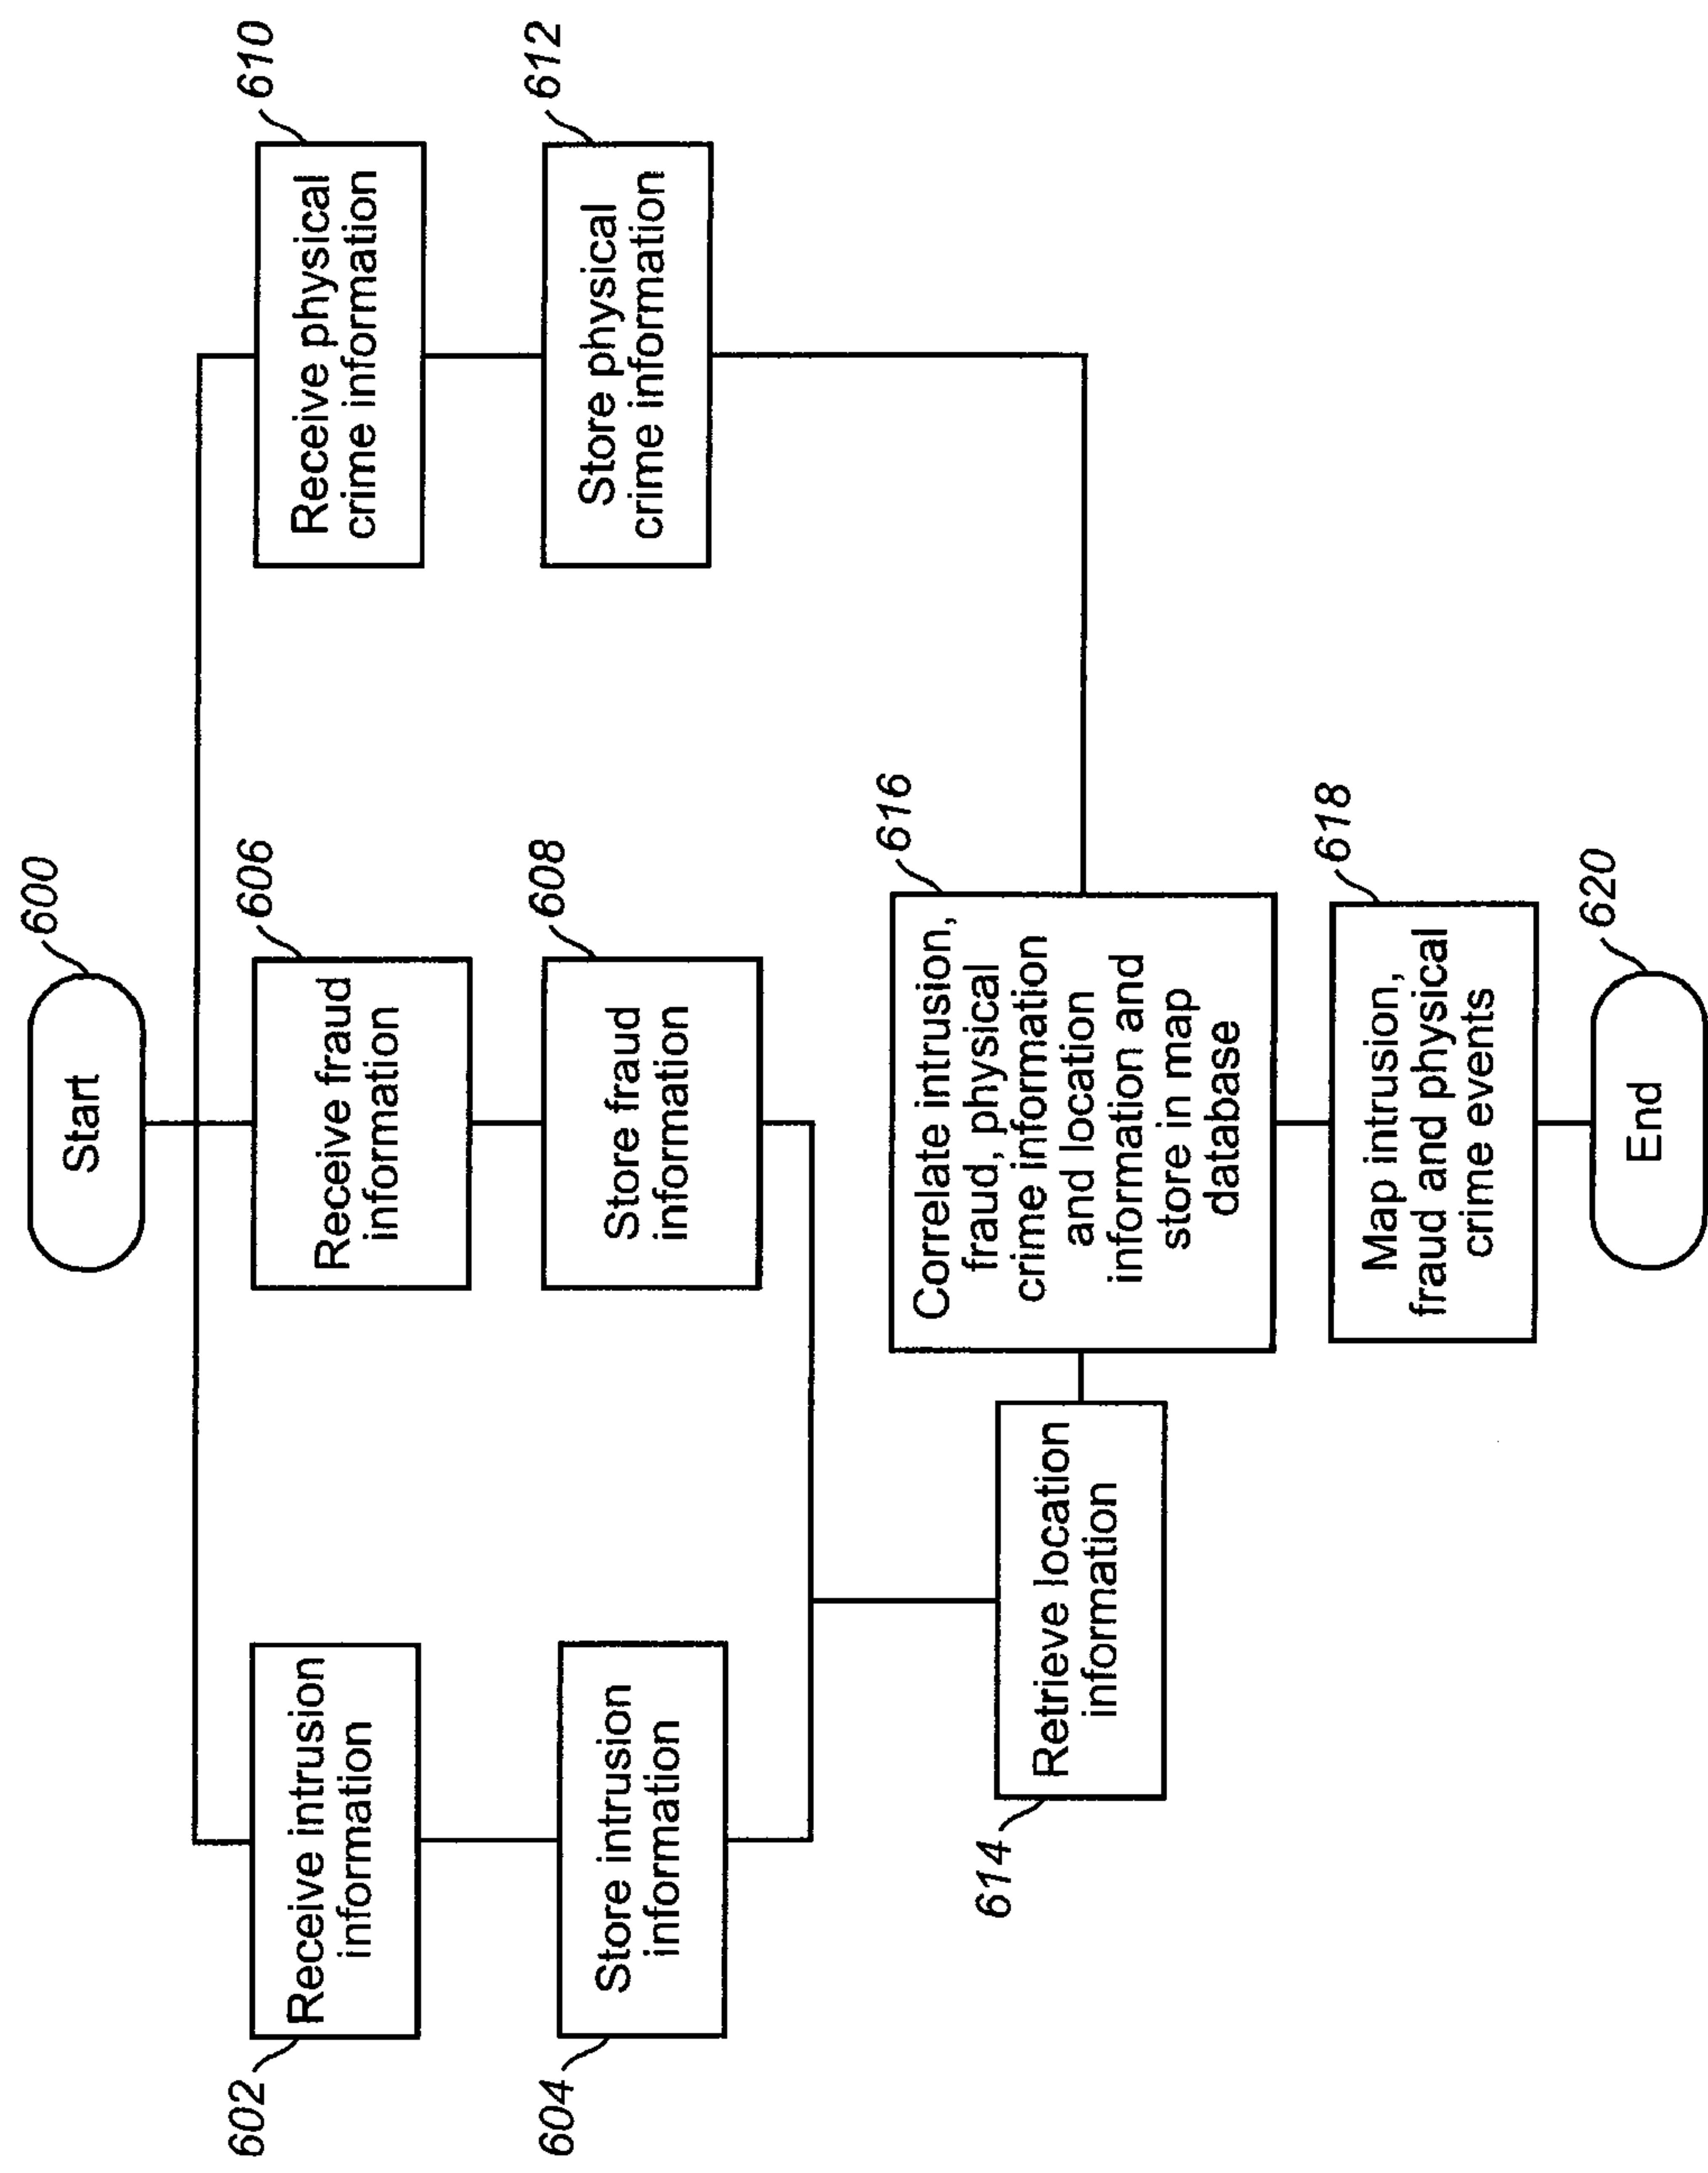 600
Start
602
Receive intrusion
information
606
Receive fraud
information
610
Receive physical
crime information
604
Store intrusion
information
608
Store fraud
information
612
Store physical
crime information
614
Retrieve location
information
616
Correlate intrusion,
fraud, physical
crime information
and location
information and
store in map
database
618
Map intrusion,
fraud and physical
crime events
620
End